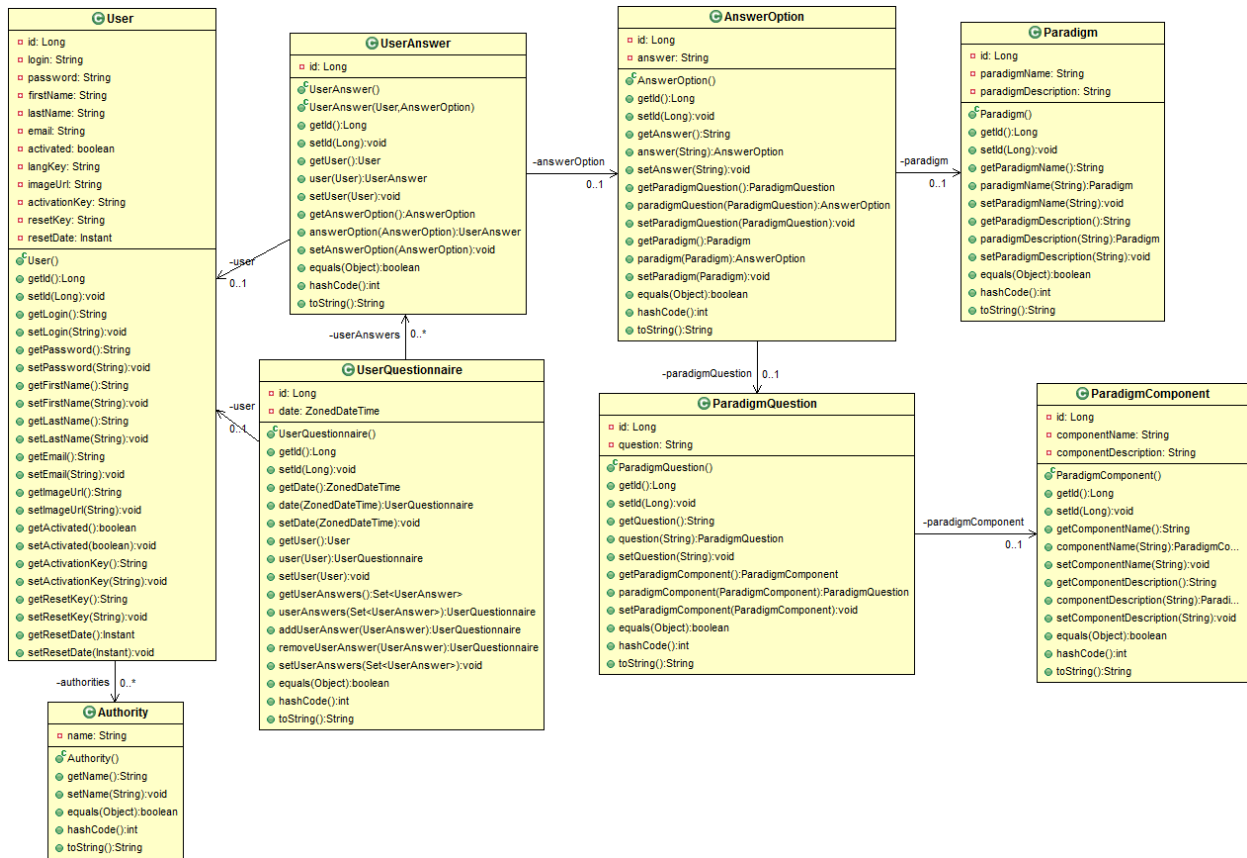 User
id: Long
login: String
password: String
firstName: String
lastName: String
email: String
activated: boolean
langKey: String
imageUrl: String
activationKey: String
resetKey: String
resetDate: Instant
User()
getId():Long
setId(Long):void
getLogin():String
setLogin(String):void
getPassword():String
setPassword(String):void
getFirstName():String
setFirstName(String):void
getLastName():String
setLastName(String):void
getEmail():String
setEmail(String):void
getImageUrl():String
setImageUrl(String):void
getActivated():boolean
setActivated(boolean):void
getActivationKey():String
setActivationKey(String):void
getResetKey():String
setResetKey(String):void
getResetDate():Instant
setResetDate(Instant):void
-authorities 0..*
Authority
name: String
Authority()
getName():String
setName(String):void
equals(Object):boolean
hashCode():int
toString():String
UserAnswer
id: Long
UserAnswer()
UserAnswer(User,AnswerOption)
getId():Long
setId(Long):void
getUser():User
user(User):UserAnswer
setUser(User):void
getAnswerOption():AnswerOption
answerOption(AnswerOption):UserAnswer
setAnswerOption(AnswerOption):void
equals(Object):boolean
hashCode():int
toString():String
-user
0..1
-userAnswers 0..*
UserQuestionnaire
id: Long
date: ZonedDateTime
UserQuestionnaire()
getId():Long
setId(Long):void
getDate():ZonedDateTime
date(ZonedDateTime):UserQuestionnaire
setDate(ZonedDateTime):void
getUser():User
user(User):UserQuestionnaire
setUser(User):void
getUserAnswers():Set<UserAnswer>
userAnswers(Set<UserAnswer>):UserQuestionnaire
addUserAnswer(UserAnswer):UserQuestionnaire
removeUserAnswer(UserAnswer):UserQuestionnaire
setUserAnswers(Set<UserAnswer>):void
equals(Object):boolean
hashCode():int
toString():String
-user
0..1
-answerOption
0..1
AnswerOption
id: Long
answer: String
AnswerOption()
getId():Long
setId(Long):void
getAnswer():String
answer(String):AnswerOption
setAnswer(String):void
getParadigmQuestion():ParadigmQuestion
paradigmQuestion(ParadigmQuestion):AnswerOption
setParadigmQuestion(ParadigmQuestion):void
getParadigm():Paradigm
paradigm(Paradigm):AnswerOption
setParadigm(Paradigm):void
equals(Object):boolean
hashCode():int
toString():String
-paradigm
0..1
Paradigm
id: Long
paradigmName: String
paradigmDescription: String
Paradigm()
getId():Long
setId(Long):void
getParadigmName():String
paradigmName(String):Paradigm
setParadigmName(String):void
getParadigmDescription():String
paradigmDescription(String):Paradigm
setParadigmDescription(String):void
equals(Object):boolean
hashCode():int
toString():String
-paradigmQuestion 0..1
ParadigmQuestion
id: Long
question: String
ParadigmQuestion()
getId():Long
setId(Long):void
getQuestion():String
question(String):ParadigmQuestion
setQuestion(String):void
getParadigmComponent():ParadigmComponent
paradigmComponent(ParadigmComponent):ParadigmQuestion
setParadigmComponent(ParadigmComponent):void
equals(Object):boolean
hashCode():int
toString():String
-paradigmComponent
0..1
ParadigmComponent
id: Long
componentName: String
componentDescription: String
ParadigmComponent()
getId():Long
setId(Long):void
getComponentName():String
componentName(String):ParadigmCo...
setComponentName(String):void
getComponentDescription():String
componentDescription(String):Paradi...
setComponentDescription(String):void
equals(Object):boolean
hashCode():int
toString():String